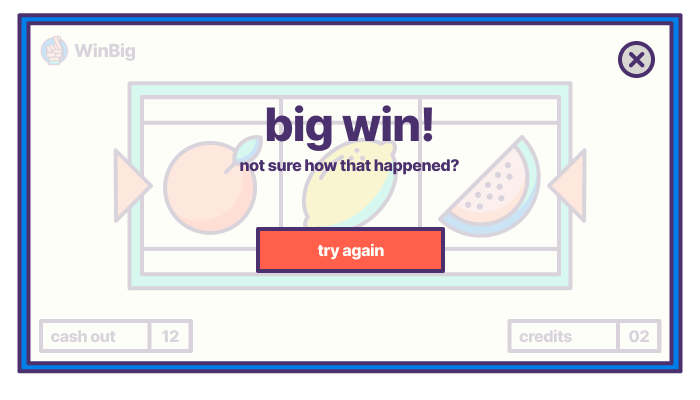 WinBig
big win!
not sure how that happened?
try again
cash out 12
credits 02